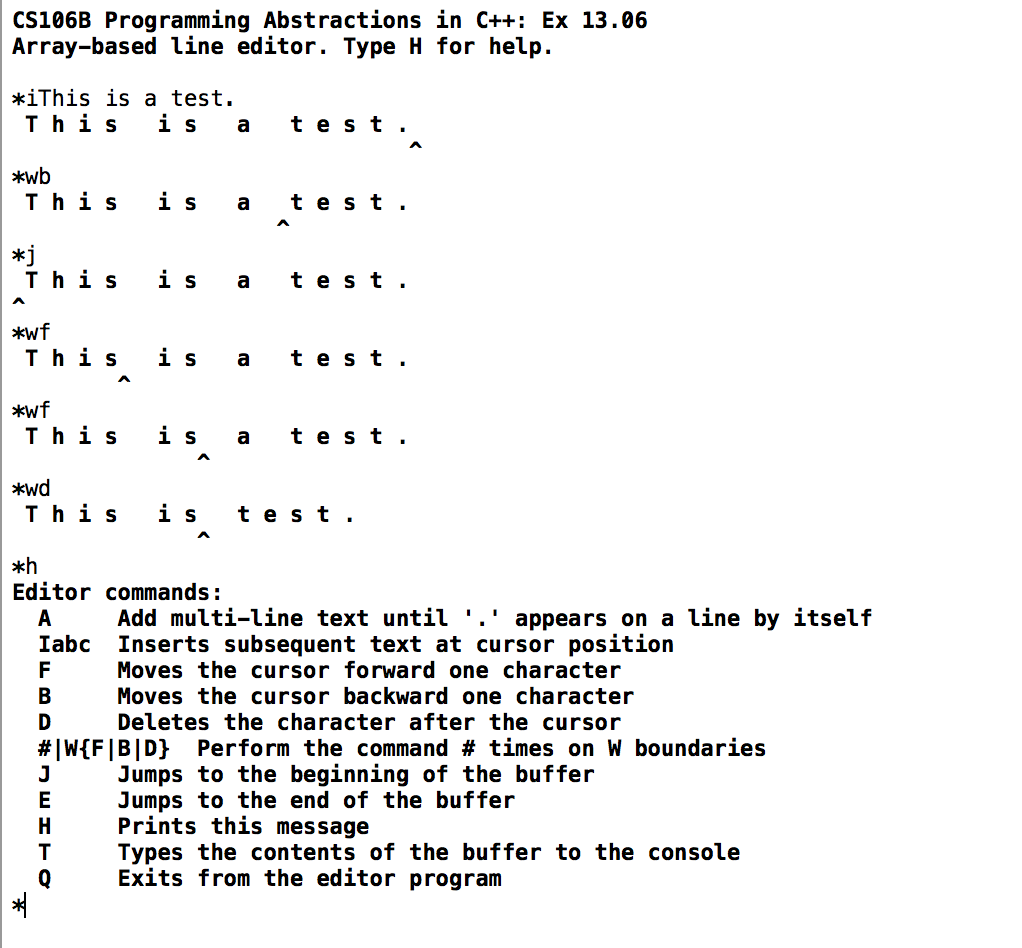 CS106B Programming Abstractions in C++: Ex 13.06
Array-based line editor. Type H for help.

*iThis is a test.
 T h i s   i s   a   t e s t .
                              ^
*wb
 T h i s   i s   a   t e s t .
                    ^
*j
 T h i s   i s   a   t e s t .
^
*wf
 T h i s   i s   a   t e s t .
        ^
*wf
 T h i s   i s   a   t e s t .
              ^
*wd
 T h i s   i s   t e s t .
              ^
*h
Editor commands:
  A     Add multi-line text until '.' appears on a line by itself
  Iabc  Inserts subsequent text at cursor position
  F     Moves the cursor forward one character
  B     Moves the cursor backward one character
  D     Deletes the character after the cursor
  #|W{F|B|D}  Perform the command # times on W boundaries
  J     Jumps to the beginning of the buffer
  E     Jumps to the end of the buffer
  H     Prints this message
  T     Types the contents of the buffer to the console
  Q     Exits from the editor program
*